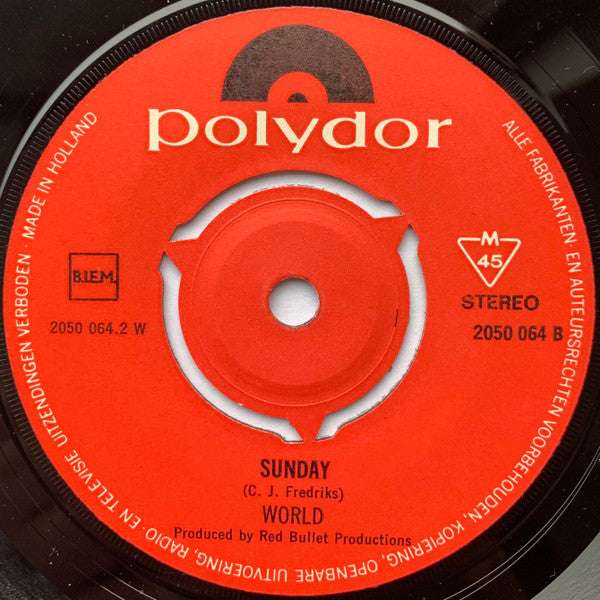 polydor
ALLE FABRIKANTEN- EN AUTEURSRECHTEN VOORBEHOUDEN, KOPIERING, OPENBARE UITVOERING, RADIO- EN TELEVISIE UITZENDINGEN VERBODEN · MADE IN HOLLAND
B.I.E.M.
2050 064.2 W
M
45
STEREO
2050 064 B
SUNDAY
(C. J. Fredriks)
WORLD
Produced by Red Bullet Productions